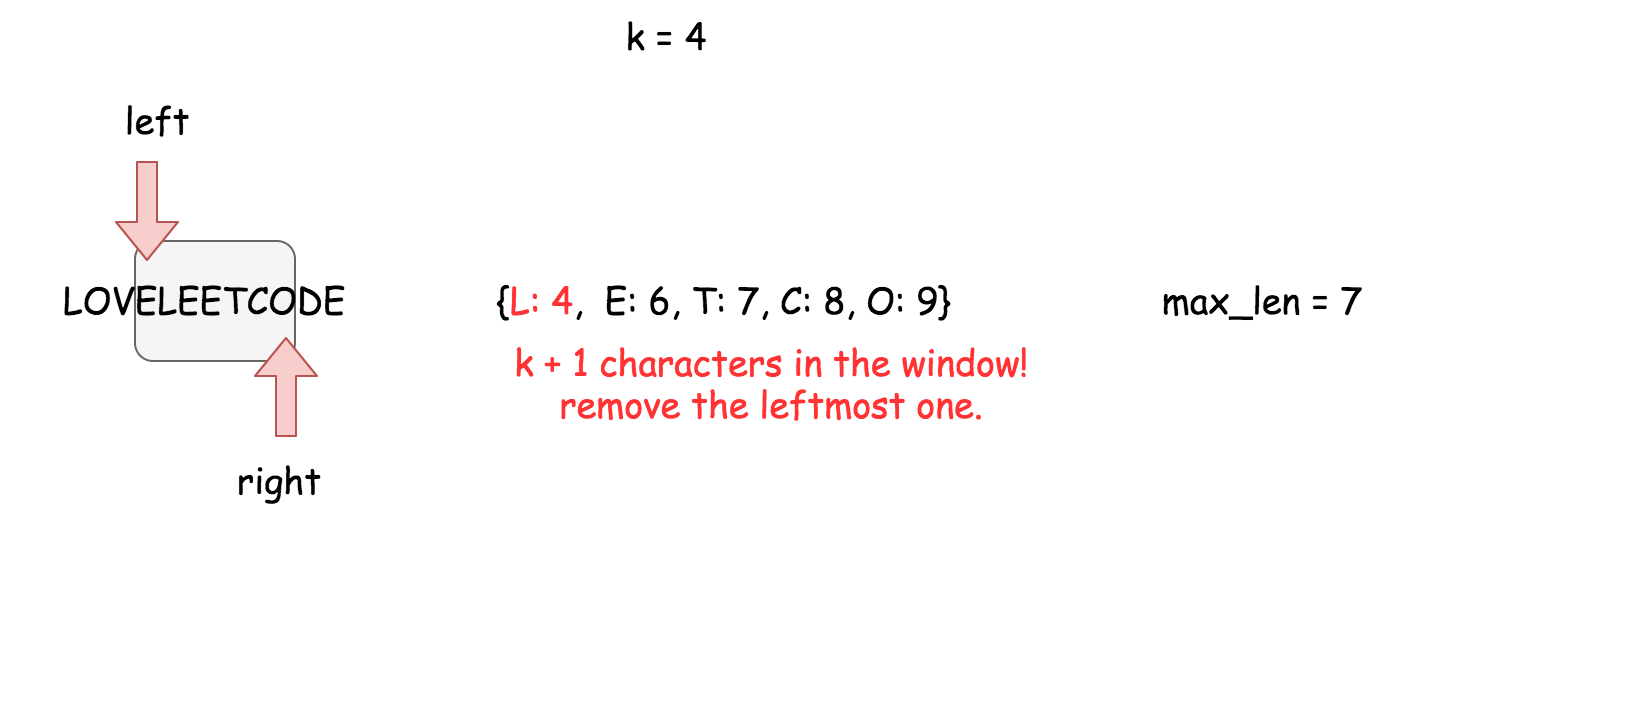 k = 4
left
LOVELEETCODE
{L: 4, E: 6, T: 7, C: 8, O: 9}
max_len = 7
k + 1 characters in the window!
remove the leftmost one.
right